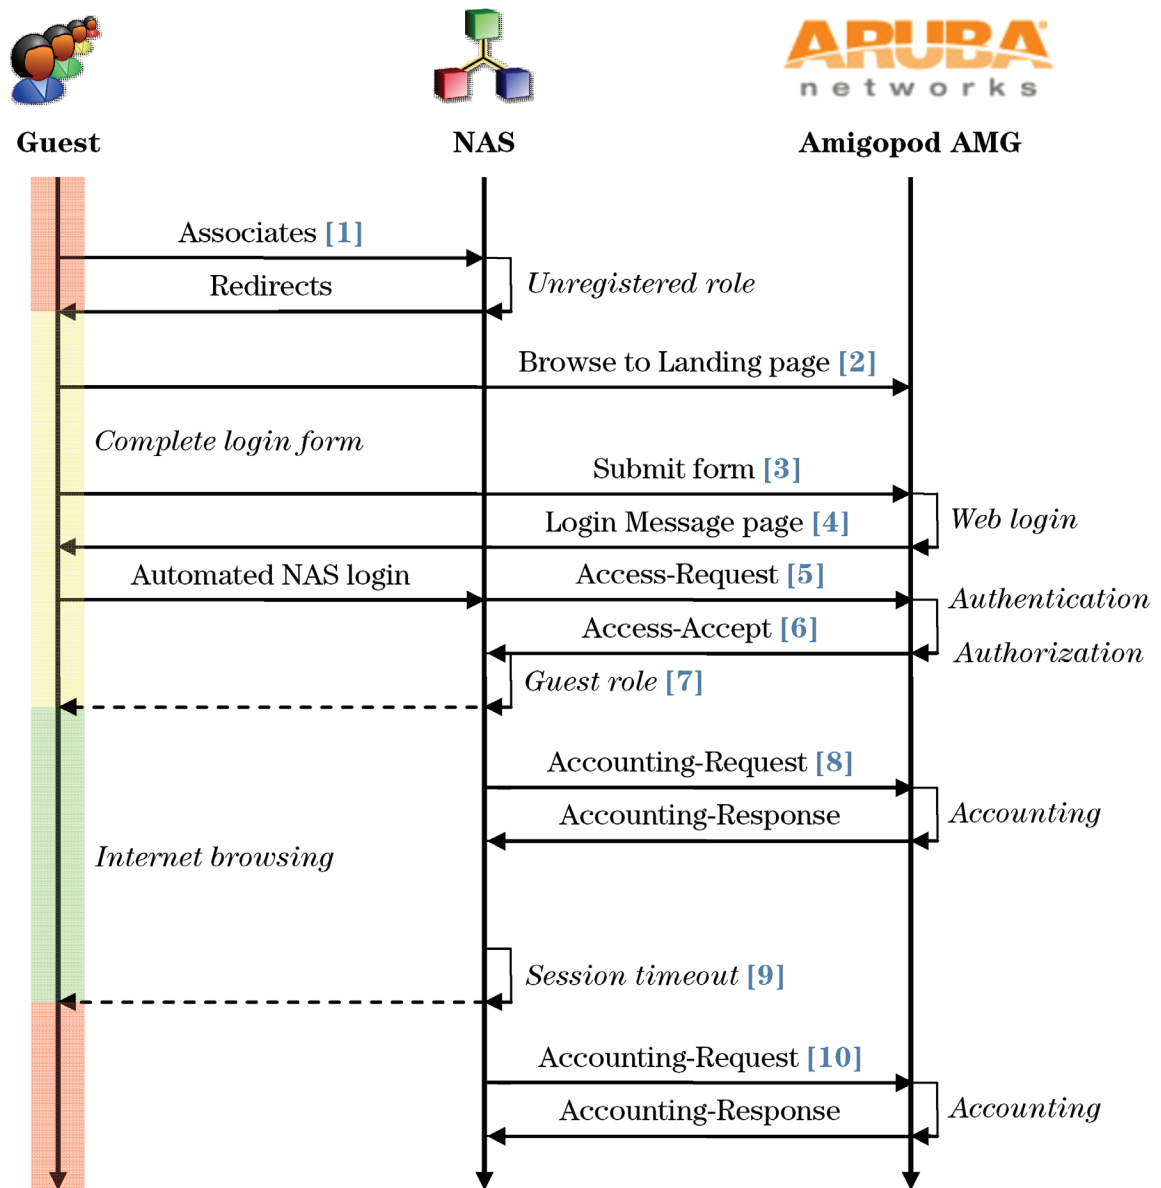 ARUBA®
networks
Guest
NAS
Amigopod AMG
Associates [1]
Redirects
Unregistered role
Browse to Landing page [2]
Complete login form
Submit form [3]
Login Message page [4]
Web login
Automated NAS login
Access-Request [5]
Authentication
Access-Accept [6]
Authorization
Guest role [7]
Accounting-Request [8]
Accounting-Response
Accounting
Internet browsing
Session timeout [9]
Accounting-Request [10]
Accounting-Response
Accounting